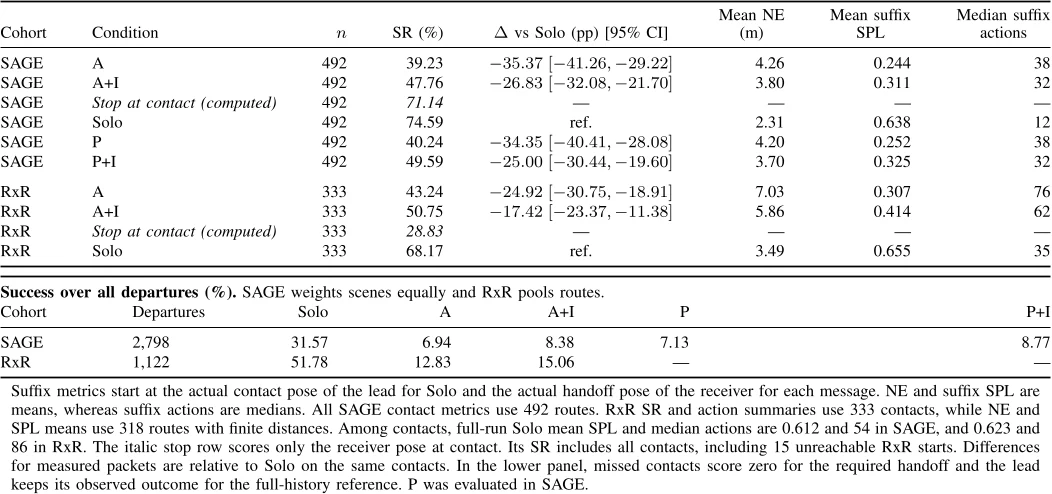 Cohort Condition n SR (%) Δ vs Solo (pp) [95% CI] Mean NE (m) Mean suffix SPL Median suffix actions
SAGE A 492 39.23 −35.37 [−41.26, −29.22] 4.26 0.244 38
SAGE A+I 492 47.76 −26.83 [−32.08, −21.70] 3.80 0.311 32
SAGE Stop at contact (computed) 492 71.14 — — — —
SAGE Solo 492 74.59 ref. 2.31 0.638 12
SAGE P 492 40.24 −34.35 [−40.41, −28.08] 4.20 0.252 38
SAGE P+I 492 49.59 −25.00 [−30.44, −19.60] 3.70 0.325 32
RxR A 333 43.24 −24.92 [−30.75, −18.91] 7.03 0.307 76
RxR A+I 333 50.75 −17.42 [−23.37, −11.38] 5.86 0.414 62
RxR Stop at contact (computed) 333 28.83 — — — —
RxR Solo 333 68.17 ref. 3.49 0.655 35
Success over all departures (%). SAGE weights scenes equally and RxR pools routes.
Cohort Departures Solo A A+I P P+I
SAGE 2,798 31.57 6.94 8.38 7.13 8.77
RxR 1,122 51.78 12.83 15.06 — —
Suffix metrics start at the actual contact pose of the lead for Solo and the actual handoff pose of the receiver for each message. NE and suffix SPL are
means, whereas suffix actions are medians. All SAGE contact metrics use 492 routes. RxR SR and action summaries use 333 contacts, while NE and
SPL means use 318 routes with finite distances. Among contacts, full-run Solo mean SPL and median actions are 0.612 and 54 in SAGE, and 0.623 and
86 in RxR. The italic stop row scores only the receiver pose at contact. Its SR includes all contacts, including 15 unreachable RxR starts. Differences
for measured packets are relative to Solo on the same contacts. In the lower panel, missed contacts score zero for the required handoff and the lead
keeps its observed outcome for the full-history reference. P was evaluated in SAGE.